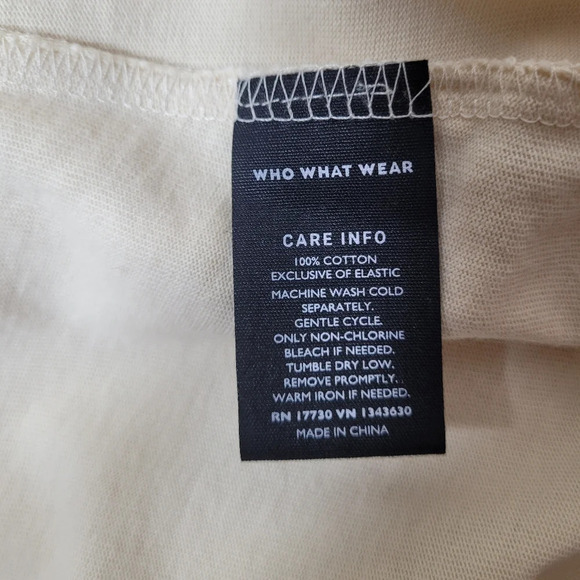 WHO WHAT WEAR
CARE INFO
100% COTTON
EXCLUSIVE OF ELASTIC
MACHINE WASH COLD
SEPARATELY.
GENTLE CYCLE.
ONLY NON-CHLORINE
BLEACH IF NEEDED.
TUMBLE DRY LOW.
REMOVE PROMPTLY.
WARM IRON IF NEEDED.
RN 17730 VN 1343630
MADE IN CHINA